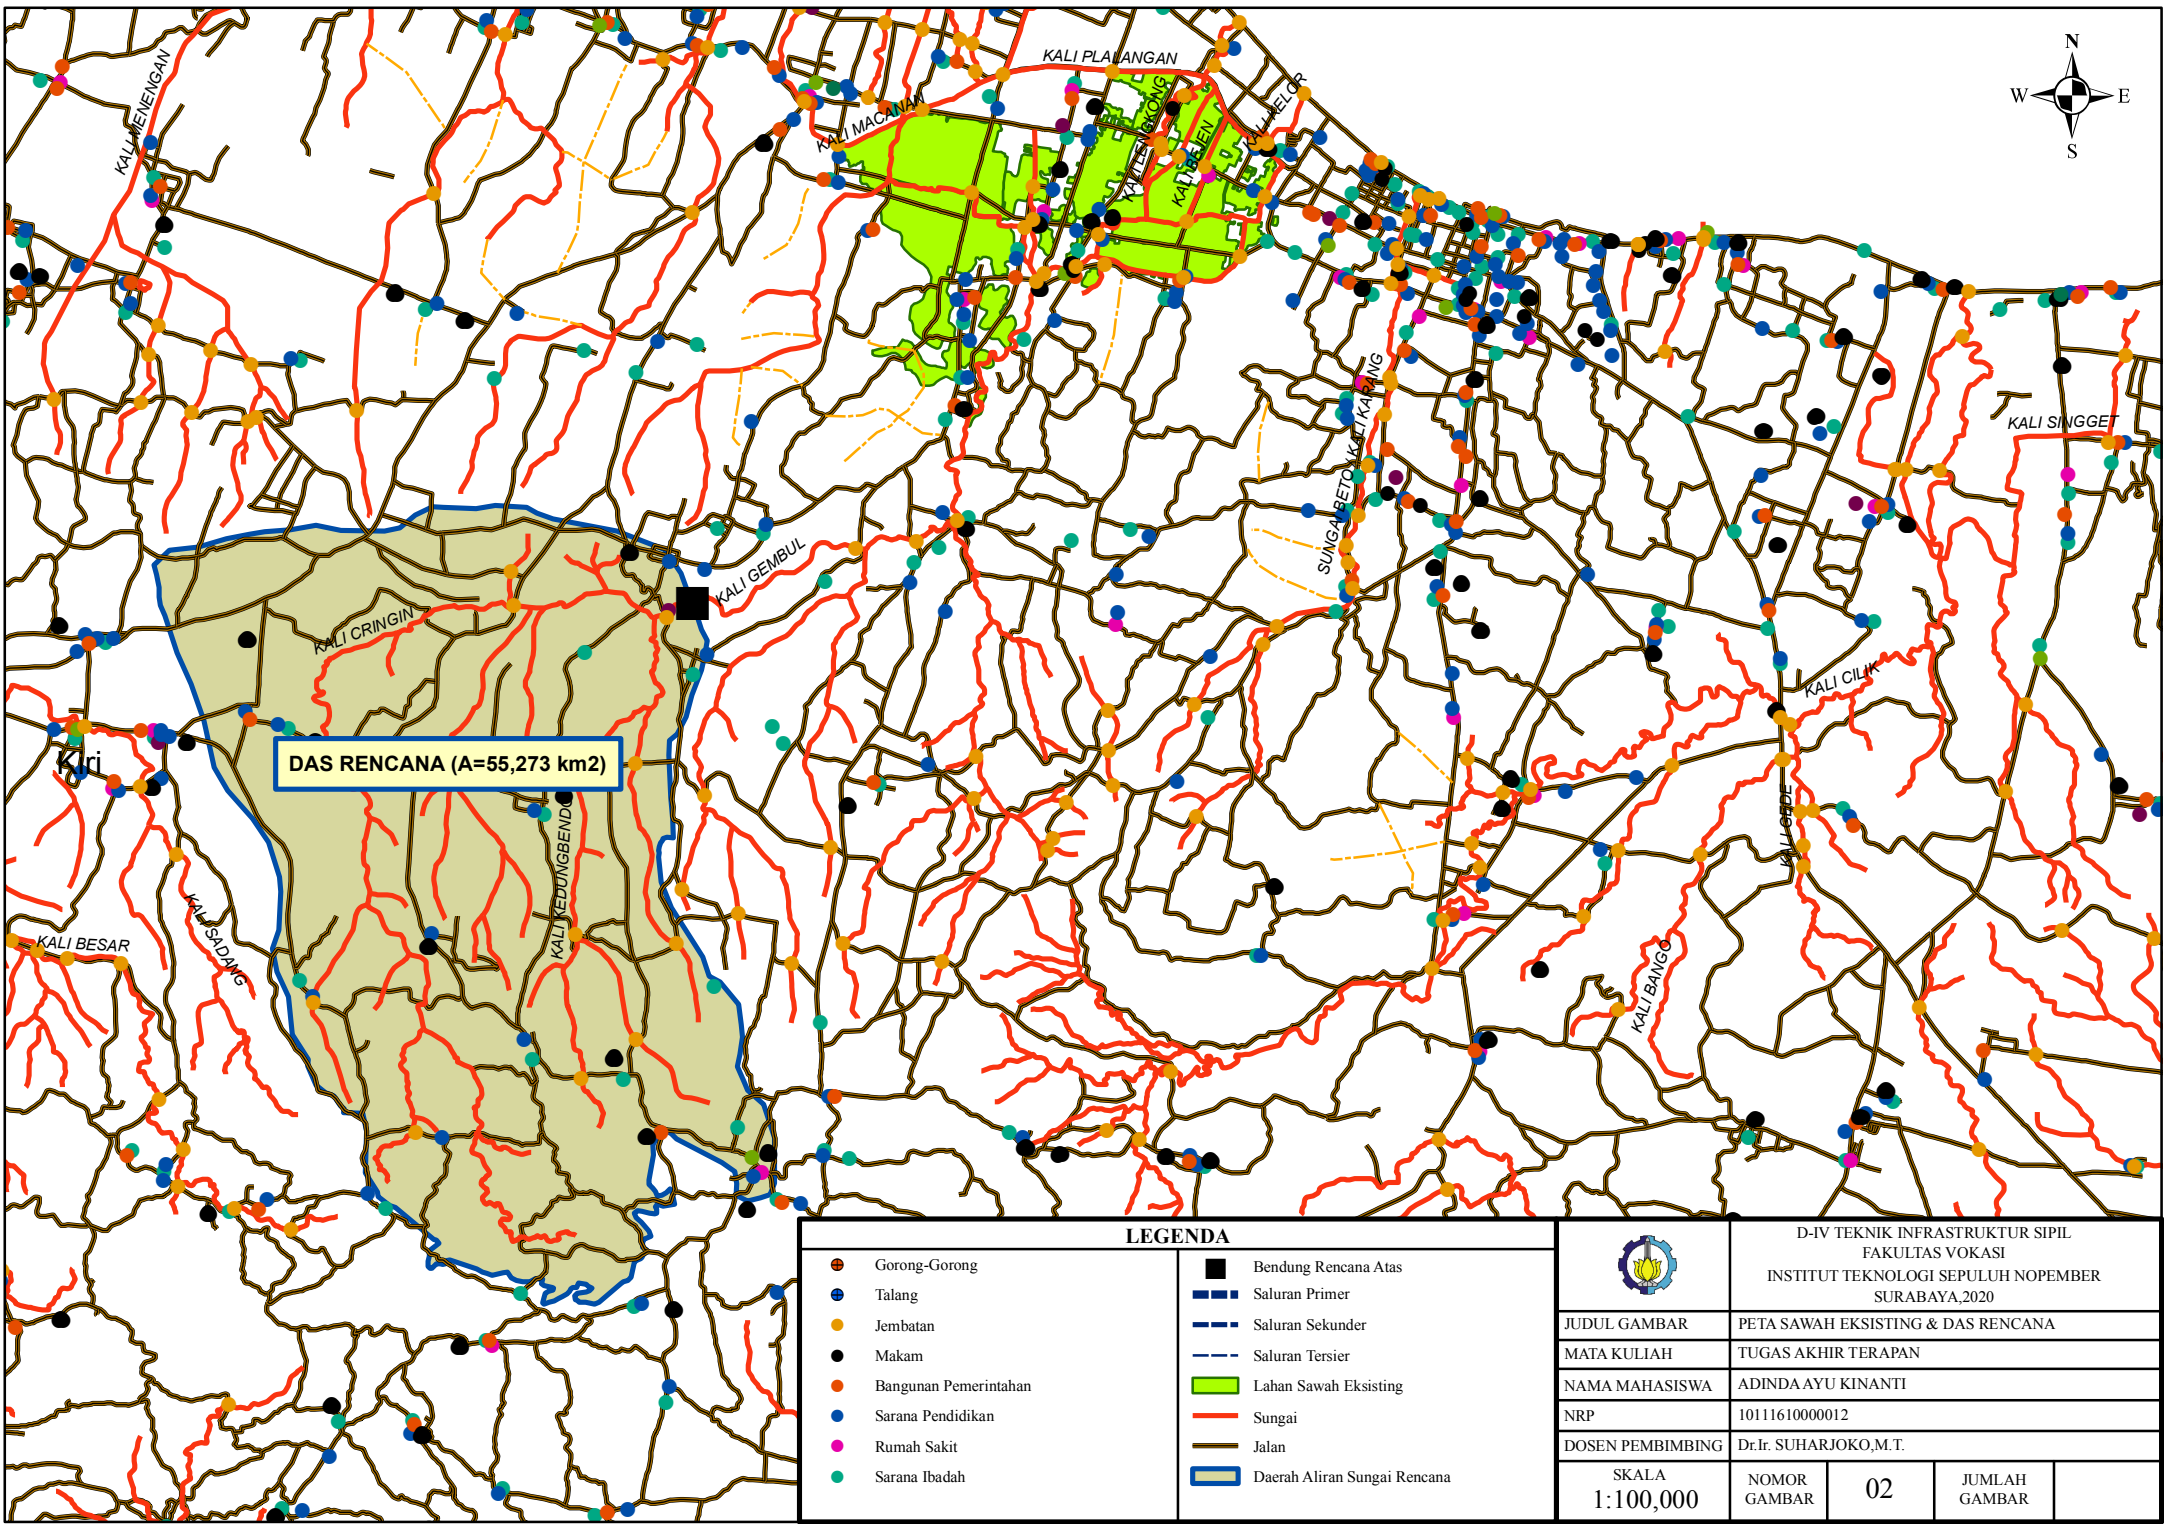 KALI PLALANGAN
KALI MENENGAN
KALI MACANAN
KALI LENGKONG
KALI BEJEN
KALI KELOR
N
W
E
S
SUNGAI BETO / KALI KARANG
KALI SINGGET
KALI GEMBUL
KALI CRINGIN
KALI CILIK
Kiri
DAS RENCANA (A=55,273 km2)
KALI KEDUNGBENDO
KALI GEDE
KALI SADANG
KALI BESAR
KALI BANGO
LEGENDA
Gorong-Gorong
Talang
Jembatan
Makam
Bangunan Pemerintahan
Sarana Pendidikan
Rumah Sakit
Sarana Ibadah
Bendung Rencana Atas
Saluran Primer
Saluran Sekunder
Saluran Tersier
Lahan Sawah Eksisting
Sungai
Jalan
Daerah Aliran Sungai Rencana
D-IV TEKNIK INFRASTRUKTUR SIPIL
FAKULTAS VOKASI
INSTITUT TEKNOLOGI SEPULUH NOPEMBER
SURABAYA,2020
JUDUL GAMBAR
PETA SAWAH EKSISTING & DAS RENCANA
MATA KULIAH
TUGAS AKHIR TERAPAN
NAMA MAHASISWA
ADINDA AYU KINANTI
NRP
10111610000012
DOSEN PEMBIMBING
Dr.Ir. SUHARJOKO,M.T.
SKALA
1:100,000
NOMOR
GAMBAR
02
JUMLAH
GAMBAR